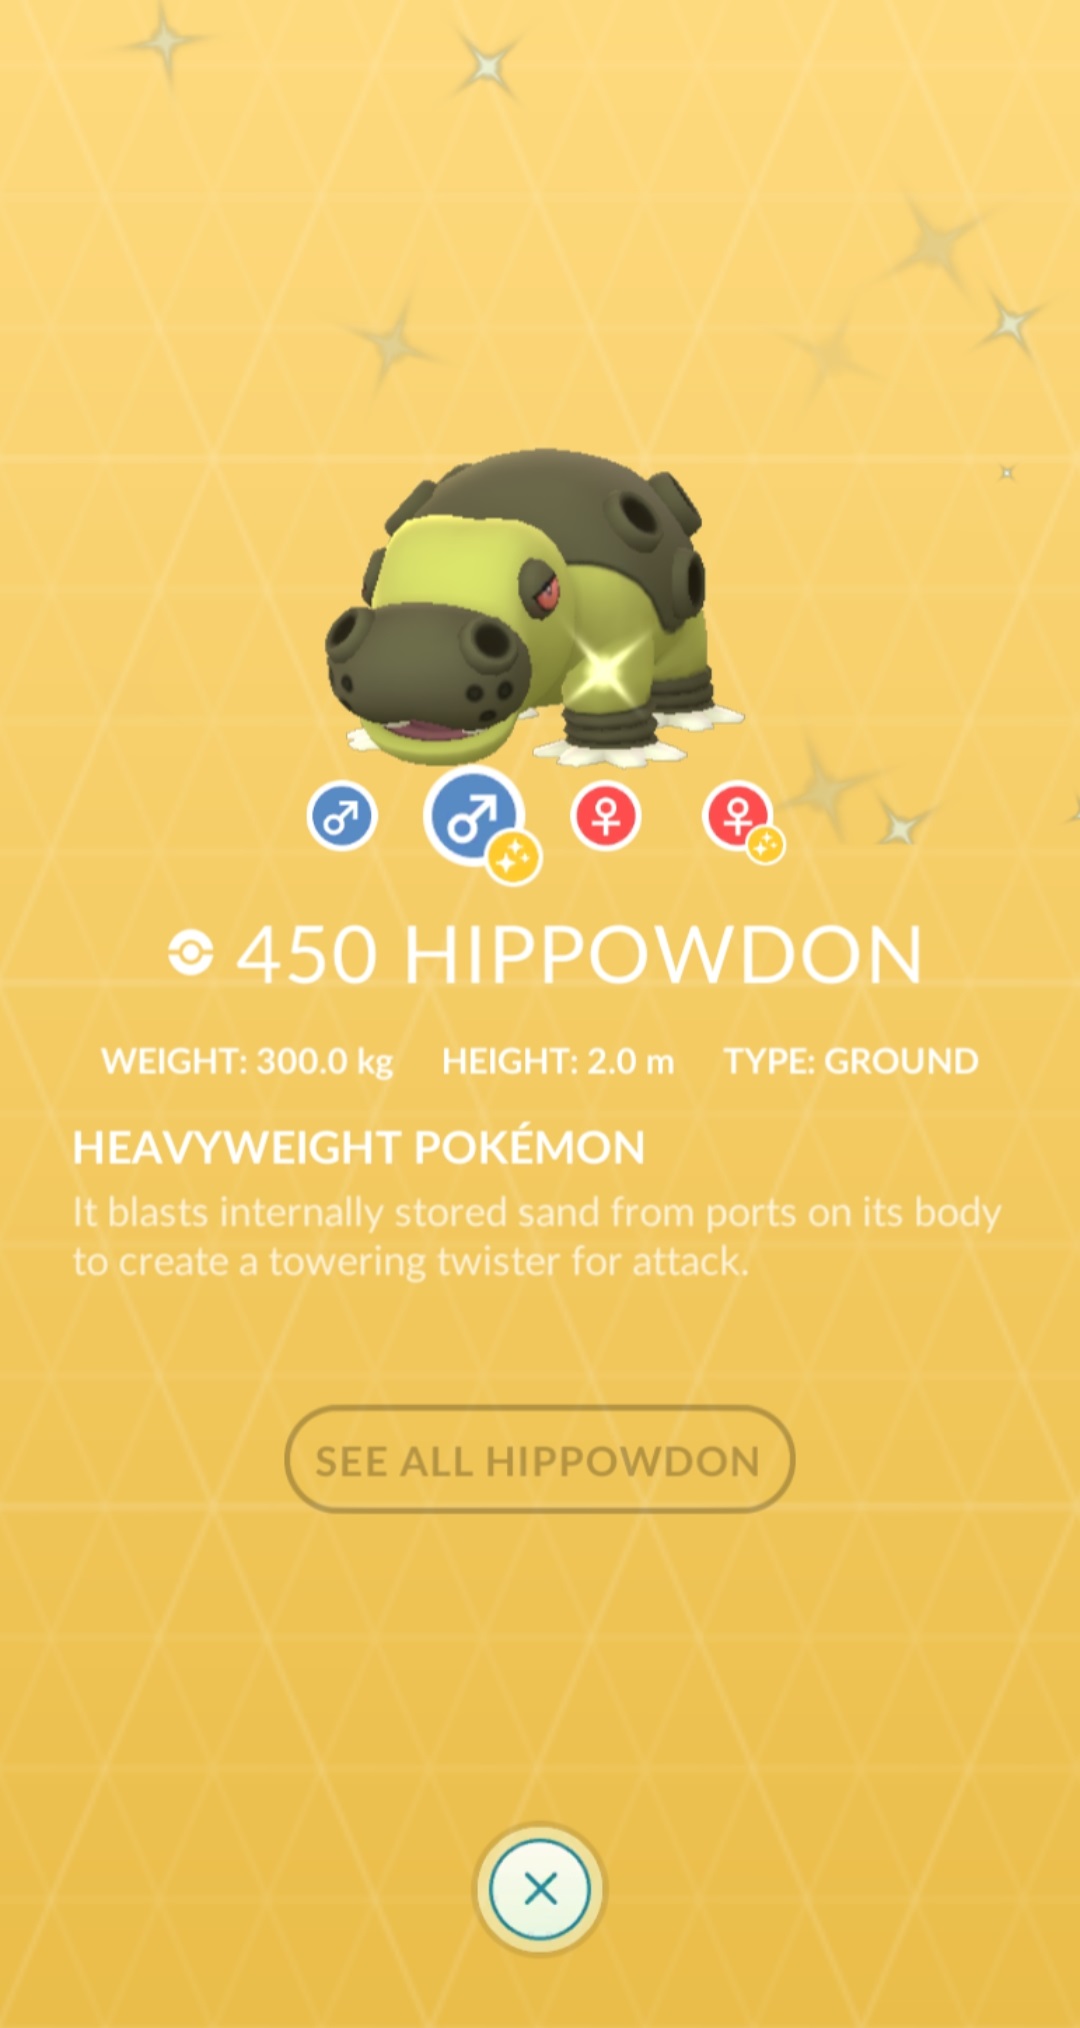 450 HIPPOWDON
WEIGHT: 300.0 kg HEIGHT: 2.0 m TYPE: GROUND
HEAVYWEIGHT POKÉMON
It blasts internally stored sand from ports on its body
to create a towering twister for attack.
SEE ALL HIPPOWDON